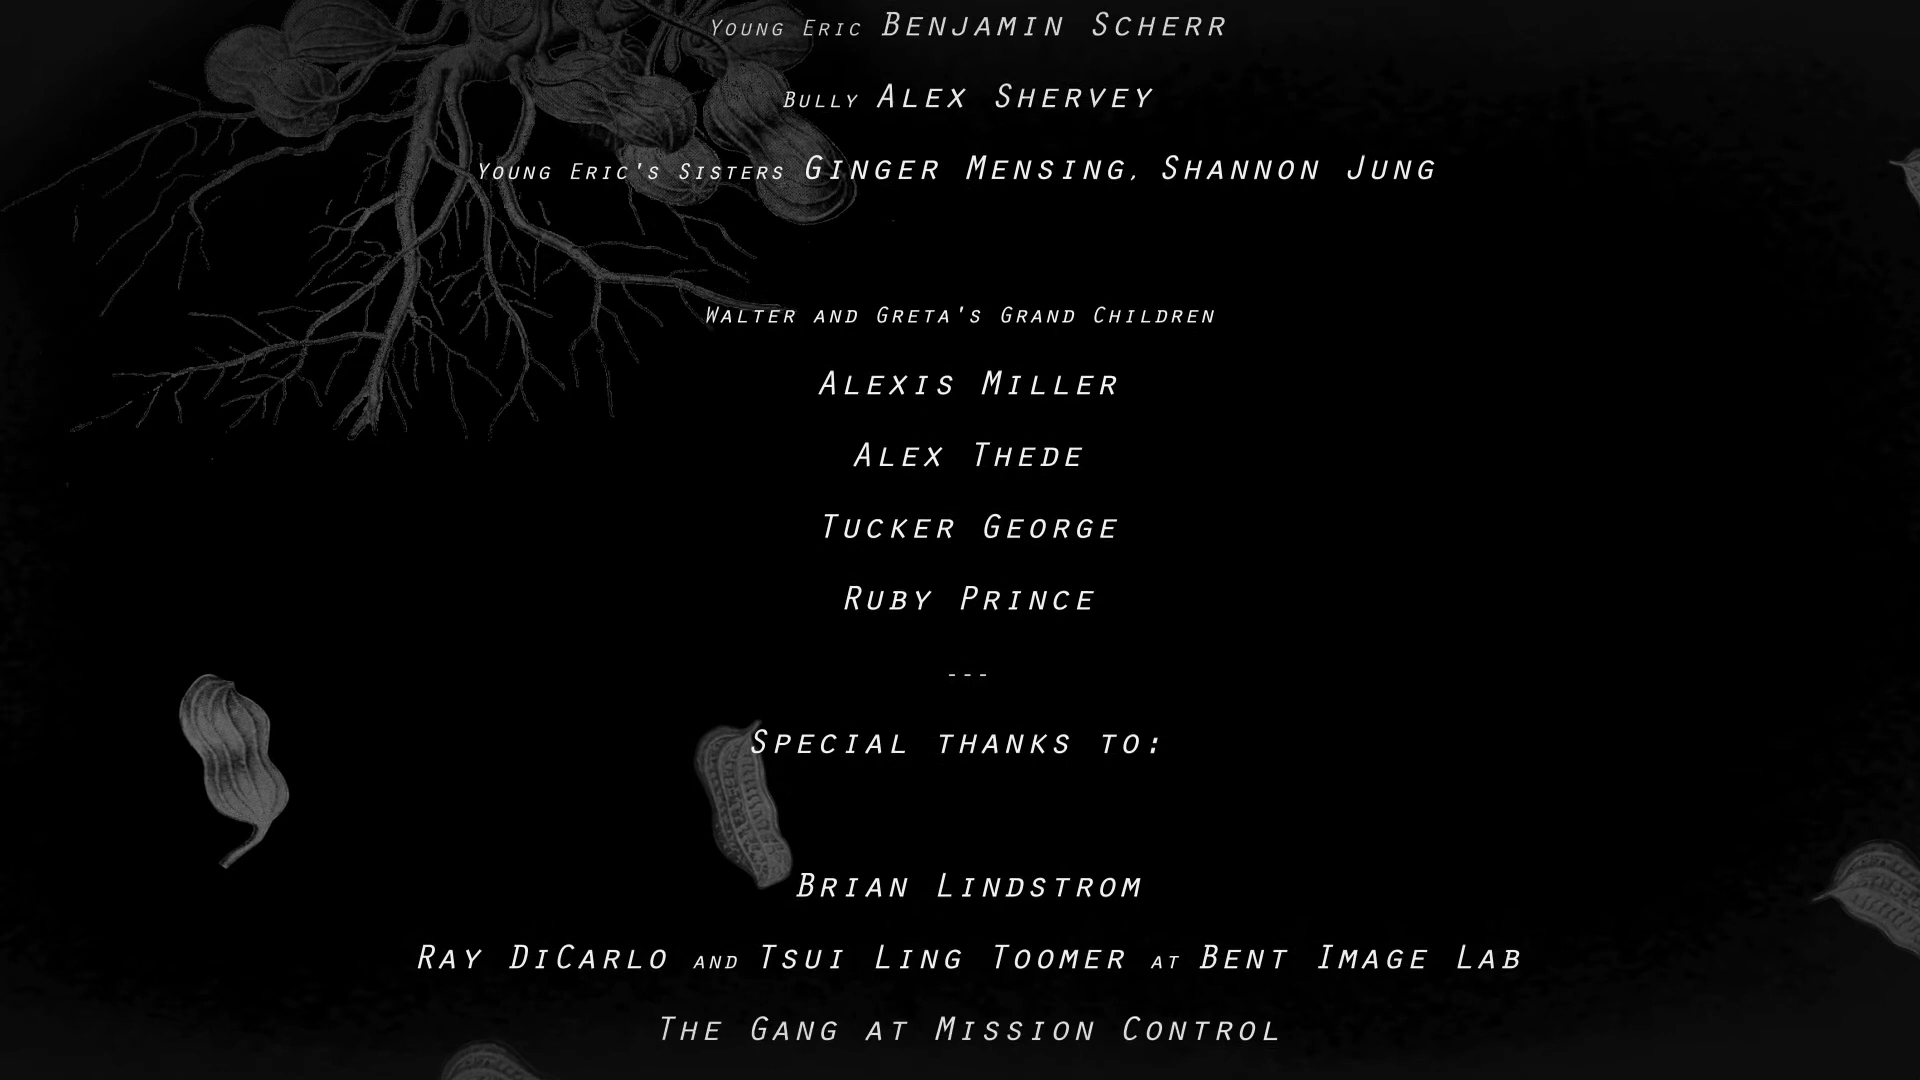 Young Eric Benjamin Scherr
Bully Alex Shervey
Young Eric's Sisters Ginger Mensing, Shannon Jung
Walter and Greta's Grand Children
Alexis Miller
Alex Thede
Tucker George
Ruby Prince
---
Special thanks to:
Brian Lindstrom
Ray DiCarlo and Tsui Ling Toomer at Bent Image Lab
The Gang at Mission Control